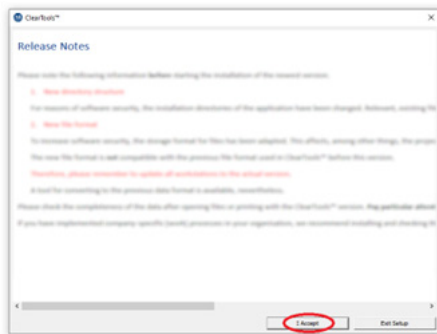 ClearTools™
Release Notes
Please note the following information before starting the installation of the newest version.
1. New directory structure
For reasons of software security, the installation directories of the application have been changed. Relevant, existing
2. New file format
To increase software security, the storage format for files has been adapted. This affects, among other things, the
The new file format is not compatible with the previous file format used in ClearTools™ before this version.
Therefore, please remember to update all workstations to the actual version.
A tool for converting to the previous data format is available, nevertheless.
Please check the completeness of the data after opening files or printing with the ClearTools™ version. Pay particular
If you have implemented company specific (work) processes in your organisation, we recommend installing and checking
I Accept
Exit Setup